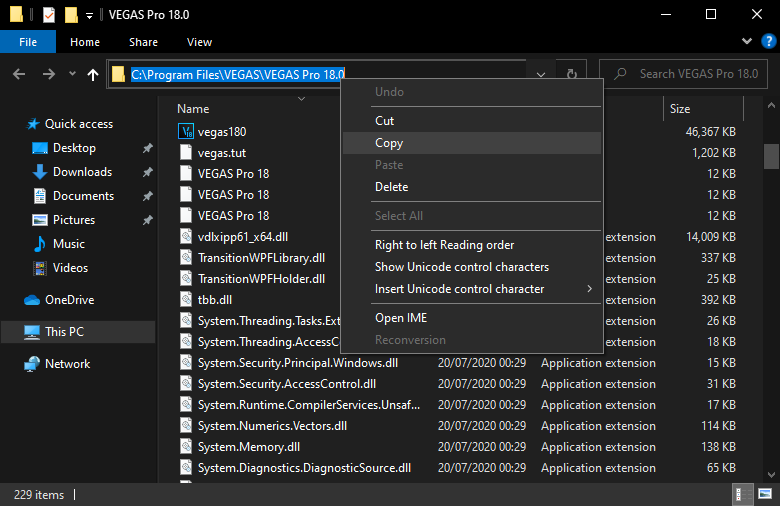 VEGAS Pro 18.0
File Home Share View
C:\Program Files\VEGAS\VEGAS Pro 18.0
Search VEGAS Pro 18.0
Undo
Cut
Copy
Paste
Delete
Select All
Right to left Reading order
Show Unicode control characters
Insert Unicode control character
Open IME
Reconversion
Quick access
Desktop
Downloads
Documents
Pictures
Music
Videos
OneDrive
This PC
Network
Name Size
vegas180 46,367 KB
vegas.tut 1,202 KB
VEGAS Pro 18 12 KB
VEGAS Pro 18 12 KB
VEGAS Pro 18 12 KB
vdlxipp61_x64.dll extension 14,009 KB
TransitionWPFLibrary.dll extension 337 KB
TransitionWPFHolder.dll extension 25 KB
tbb.dll extension 392 KB
System.Threading.Tasks.Ext extension 26 KB
System.Threading.AccessCo extension 18 KB
System.Security.Principal.Windows.dll 20/07/2020 00:29 Application extension 15 KB
System.Security.AccessControl.dll 20/07/2020 00:29 Application extension 31 KB
System.Runtime.CompilerServices.Unsaf... 20/07/2020 00:29 Application extension 17 KB
System.Numerics.Vectors.dll 20/07/2020 00:29 Application extension 114 KB
System.Memory.dll 20/07/2020 00:29 Application extension 138 KB
System.Diagnostics.DiagnosticSource.dll 20/07/2020 00:29 Application extension 65 KB
229 items